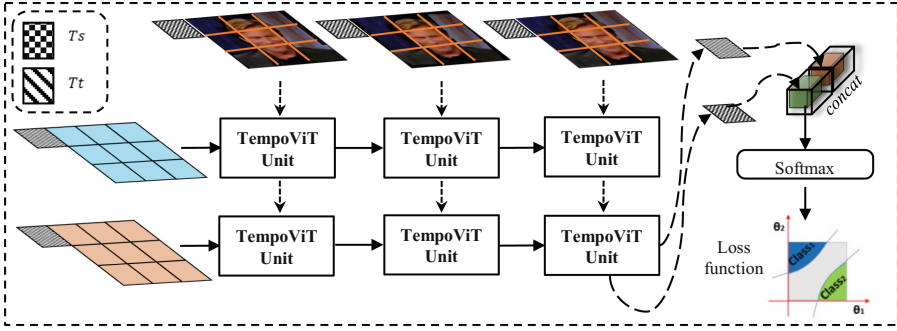 Ts
Tt
TempoViT
Unit
TempoViT
Unit
TempoViT
Unit
TempoViT
Unit
TempoViT
Unit
TempoViT
Unit
concat
Softmax
Loss
function
θ2
Class1
Class2
θ1